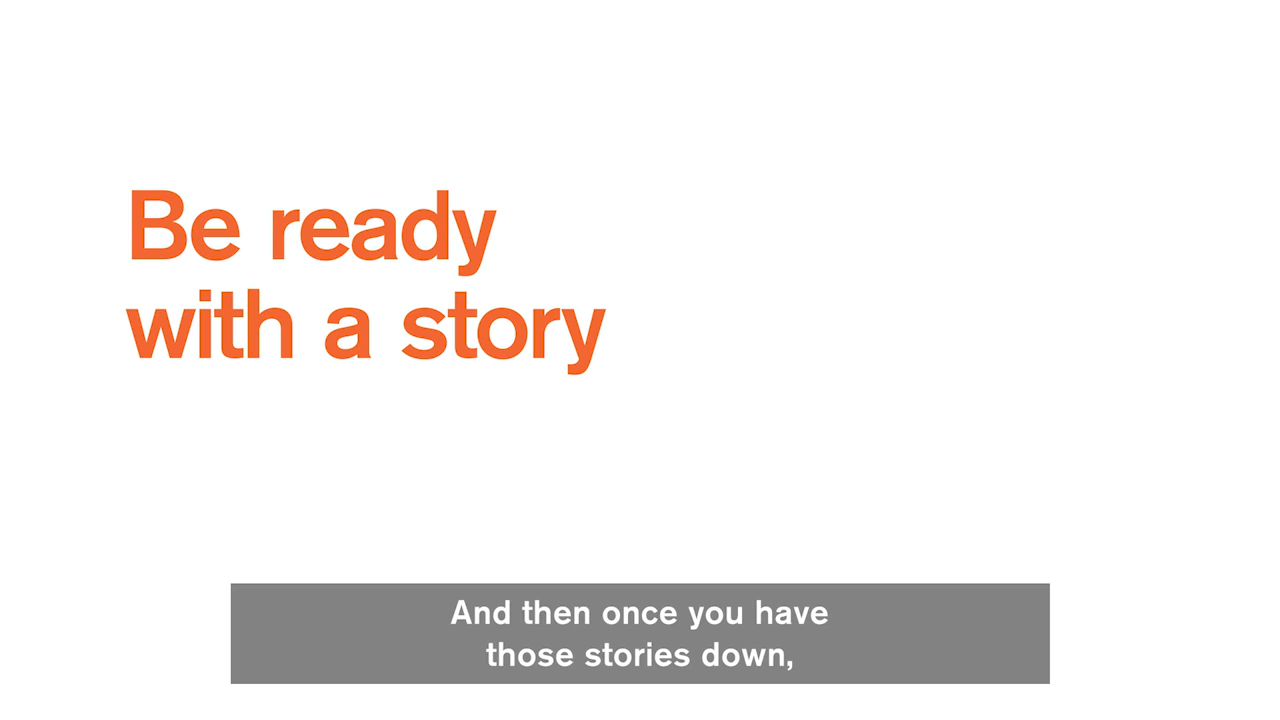 Be ready
with a story
And then once you have
those stories down,